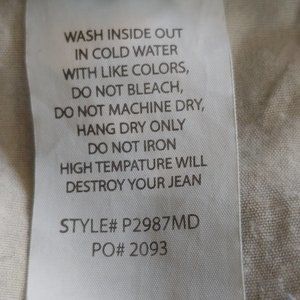 WASH INSIDE OUT
IN COLD WATER
WITH LIKE COLORS,
DO NOT BLEACH,
DO NOT MACHINE DRY,
HANG DRY ONLY
DO NOT IRON
HIGH TEMPATURE WILL
DESTROY YOUR JEAN
STYLE# P2987MD
PO# 2093